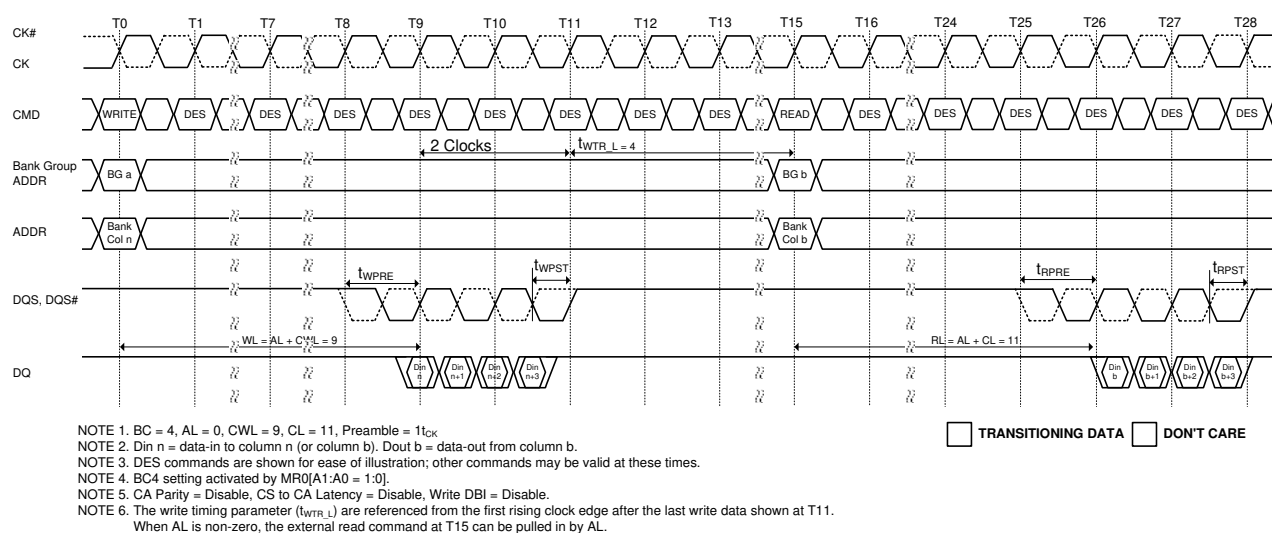 T0 T1 T7 T8 T9 T10 T11 T12 T13 T15 T16 T24 T25 T26 T27 T28
CK#
CK
CMD WRITE DES DES DES DES DES DES DES DES READ DES DES DES DES DES DES
2 Clocks tWTR_L = 4
Bank Group
ADDR
BG a BG b
ADDR
Bank
Col n
Bank
Col b
tWPRE tWPST tRPRE tRPST
DQS, DQS#
WL = AL + CWL = 9 RL = AL + CL = 11
DQ
Din
n
Din
n+1
Din
n+2
Din
n+3
Din
b
Din
b+1
Din
b+2
Din
b+3
NOTE 1. BC = 4, AL = 0, CWL = 9, CL = 11, Preamble = 1tCK
NOTE 2. Din n = data-in to column n (or column b). Dout b = data-out from column b.
NOTE 3. DES commands are shown for ease of illustration; other commands may be valid at these times.
NOTE 4. BC4 setting activated by MR0[A1:A0 = 1:0].
NOTE 5. CA Parity = Disable, CS to CA Latency = Disable, Write DBI = Disable.
NOTE 6. The write timing parameter (tWTR_L) are referenced from the first rising clock edge after the last write data shown at T11.
When AL is non-zero, the external read command at T15 can be pulled in by AL.
TRANSITIONING DATA DON'T CARE